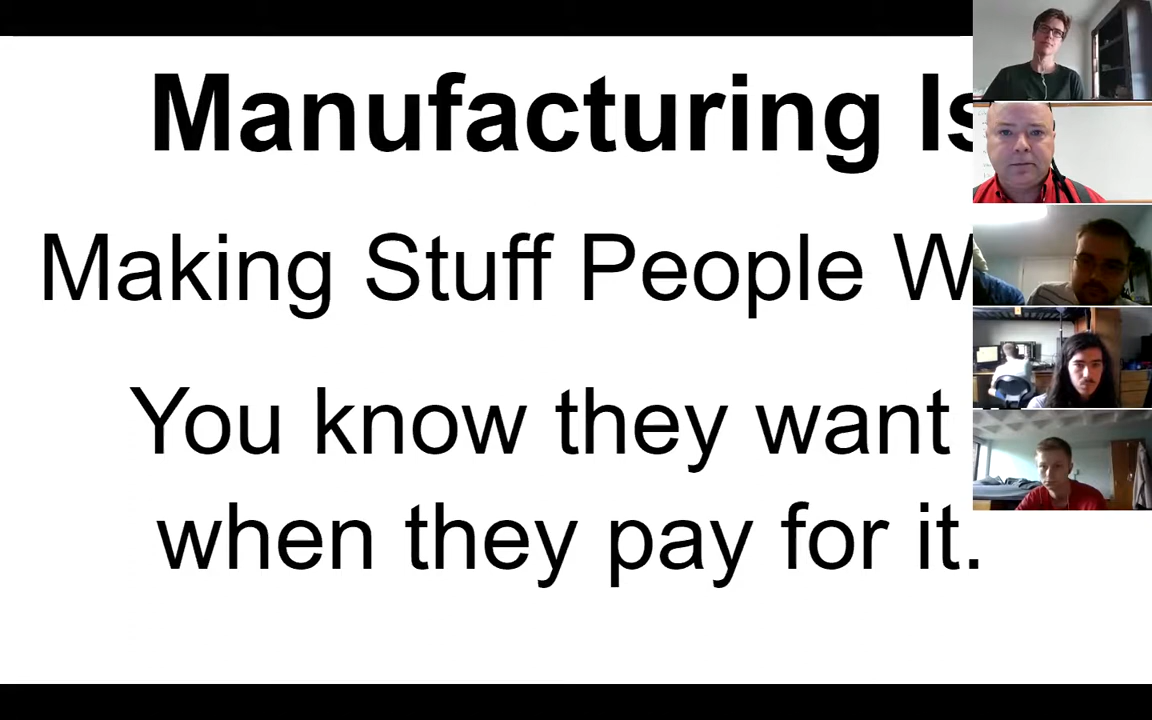 Manufacturing Is
Making Stuff People W
You know they want
when they pay for it.